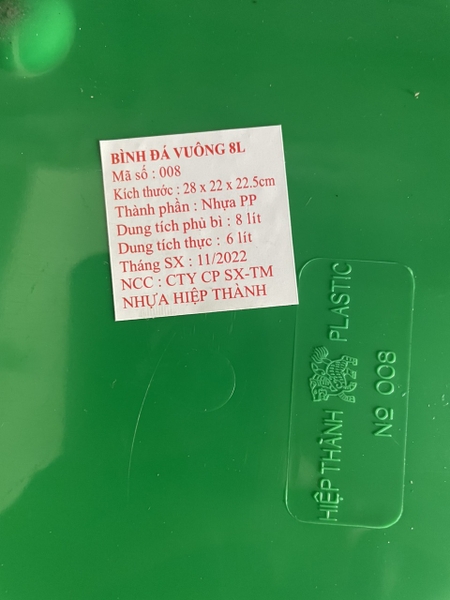 BÌNH ĐÁ VUÔNG 8L
Mã số : 008
Kích thước : 28 x 22 x 22.5cm
Thành phần : Nhựa PP
Dung tích phủ bì : 8 lít
Dung tích thực : 6 lít
Tháng SX : 11/2022
NCC : CTY CP SX-TM
NHỰA HIỆP THÀNH
HIỆP THÀNH PLASTIC
Nº 008